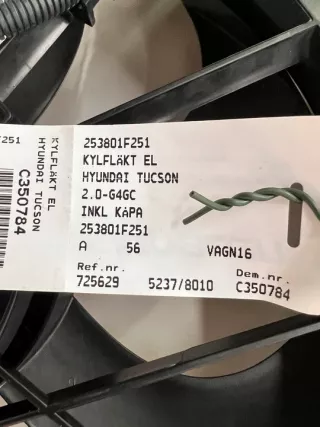 253801F251
KYLFLÄKT EL
HYUNDAI TUCSON
2.0-G4GC
INKL KÅPA
253801F251
A 56 VAGN16
Ref.nr. Dem.nr.
725629 5237/8010 C350784
F251
KYLFLÄKT EL
HYUNDAI TUCSON
C350784